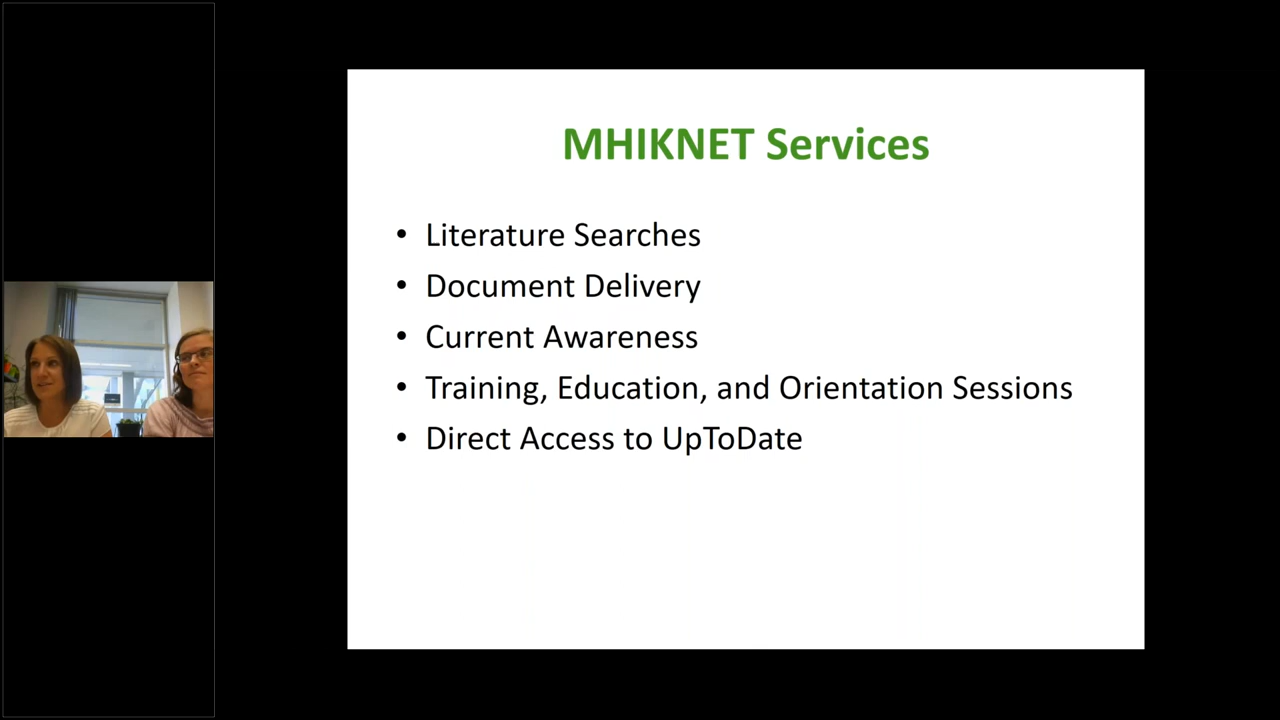 MHIKNET Services
• Literature Searches
• Document Delivery
• Current Awareness
• Training, Education, and Orientation Sessions
• Direct Access to UpToDate